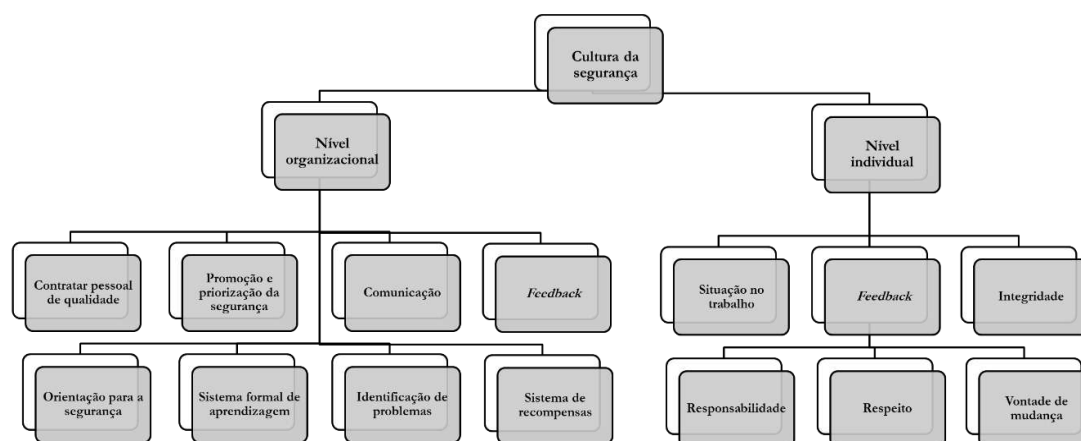 Cultura da
segurança
Nível
organizacional
Nível
individual
Contratar pessoal
de qualidade
Promoção e
priorização da
segurança
Comunicação
Feedback
Situação no
trabalho
Feedback
Integridade
Orientação para a
segurança
Sistema formal de
aprendizagem
Identificação de
problemas
Sistema de
recompensas
Responsabilidade
Respeito
Vontade de
mudança